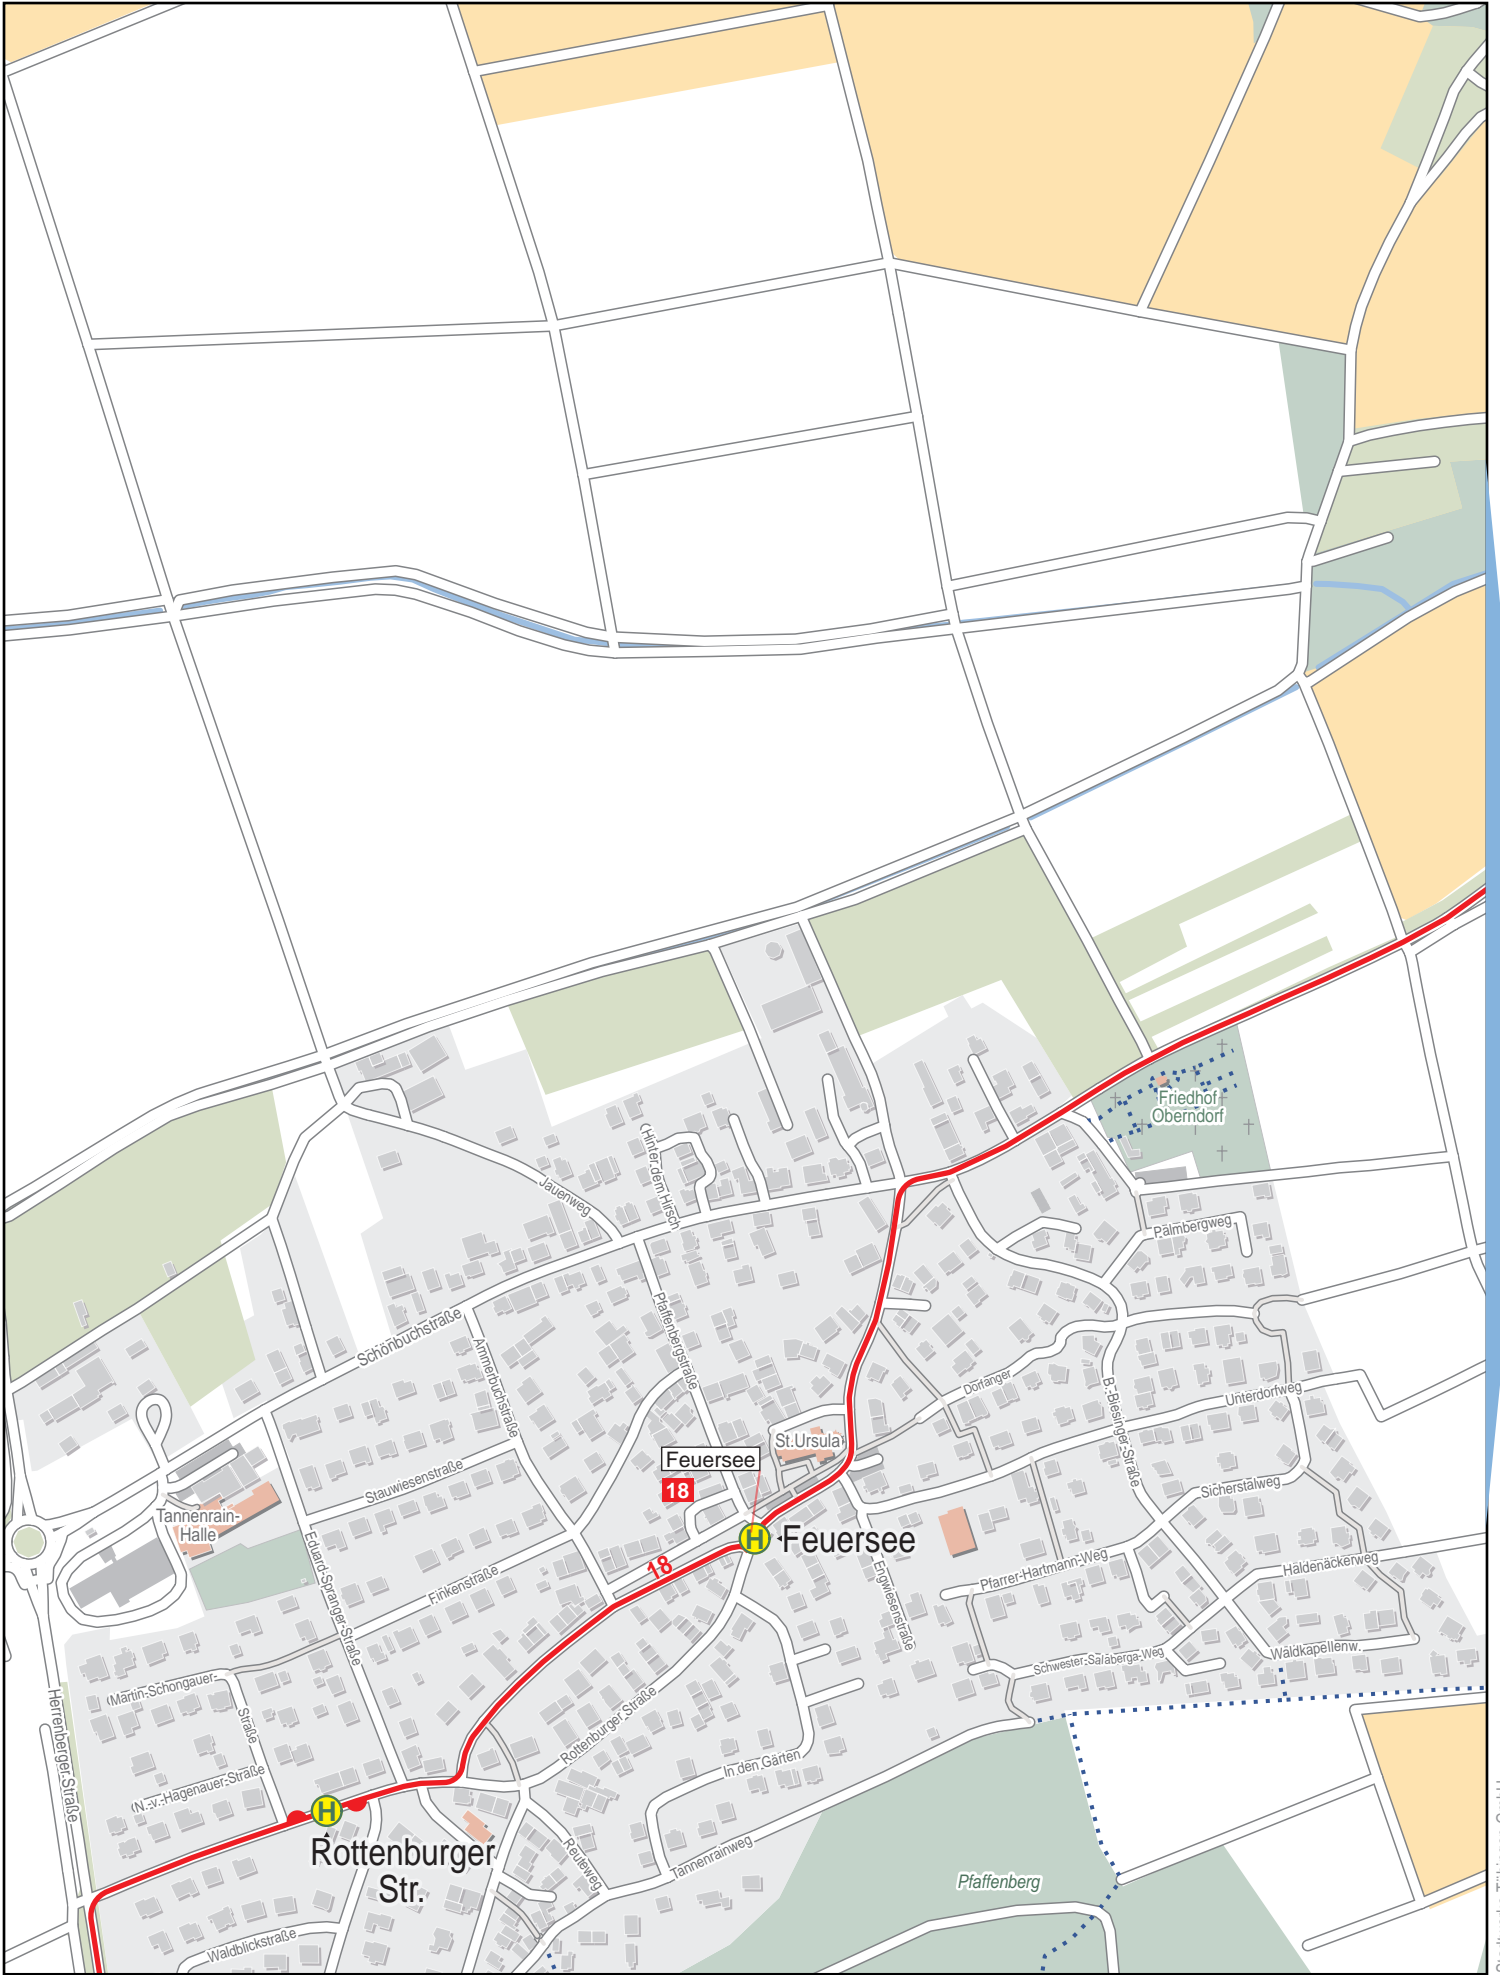 Friedhof
Oberndorf
Hinter dem Hirsch
Jauenweg
Palmbergweg
Schönbuchstraße
Pfaffenbergstraße
Ammerbuchstraße
Dorfanger
B.-Biesinger-Straße
Unterdorfweg
St.Ursula
Feuersee
18
Stauwiesenstraße
Sicherstalweg
Tannenrain-
Halle
Feuersee
18
Eduard-Spranger-Straße
Finkenstraße
Engwiesenstraße
Pfarrer-Hartmann-Weg
Haldenäckerweg
Schwester-Salaberga-Weg
Waldkapellenw.
Martin-Schongauer-
Straße
Herrenberger-Straße
Rottenburger Straße
In den Gärten
(N.-v.-Hagenauer-Straße
Rottenburger
Str.
Reuteweg
Tannenrainweg
Pfaffenberg
Waldblickstraße